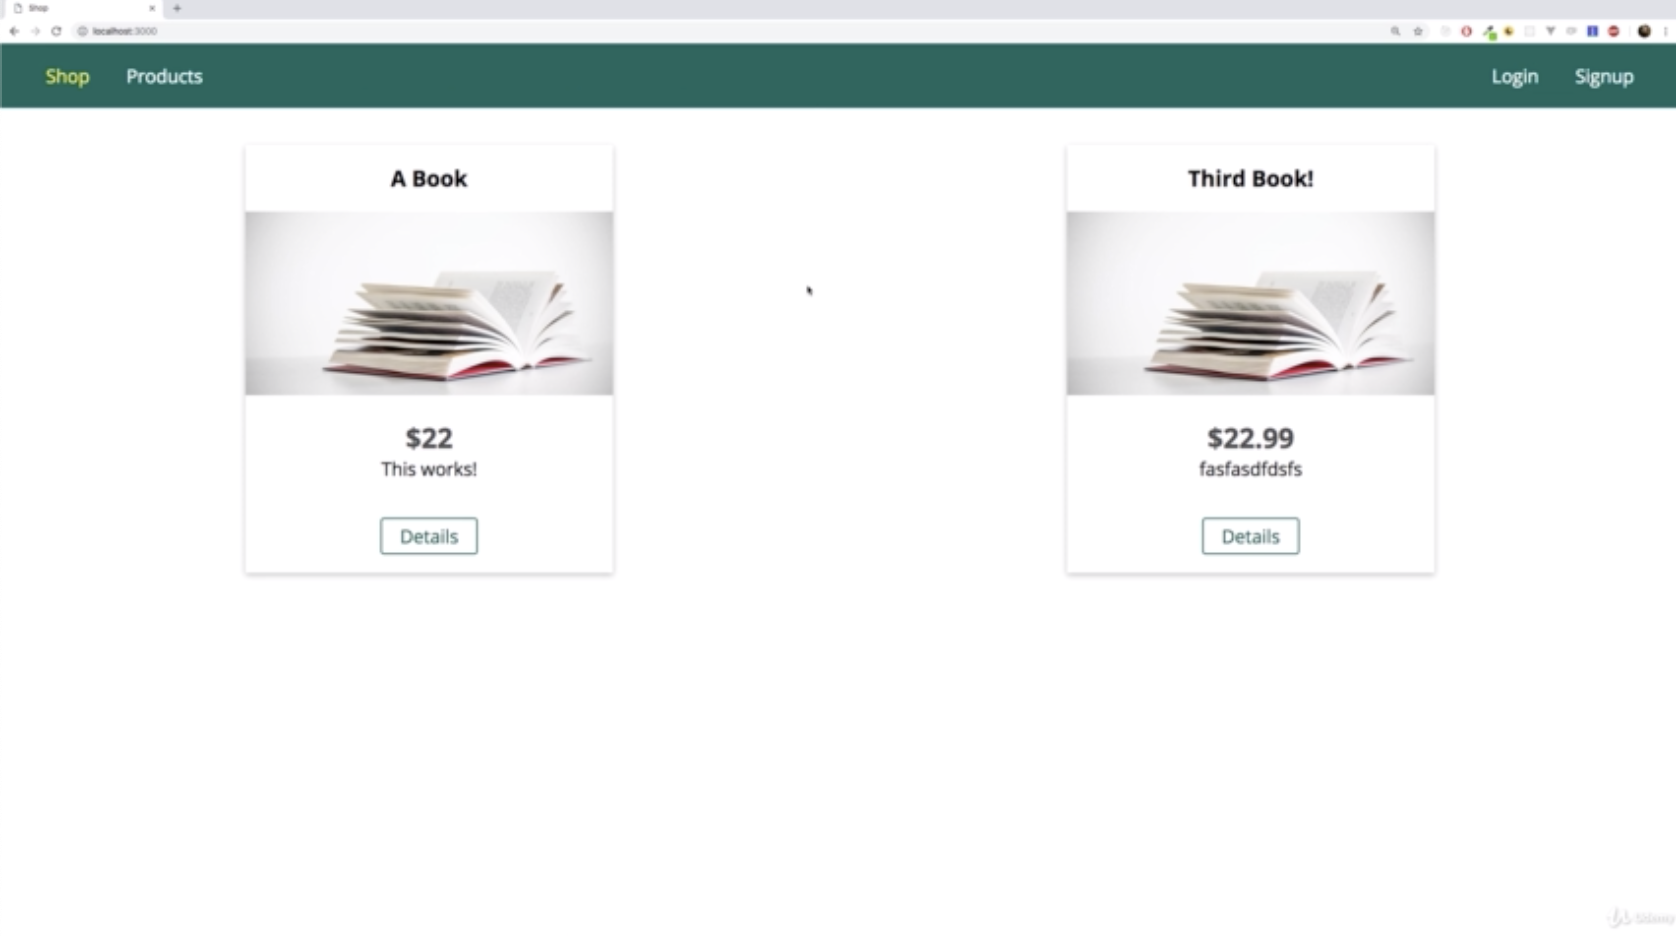 Shop
localhost:3000
Shop Products Login Signup
A Book
$22
This works!
Details
Third Book!
$22.99
fasfasdfdsfs
Details
Udemy